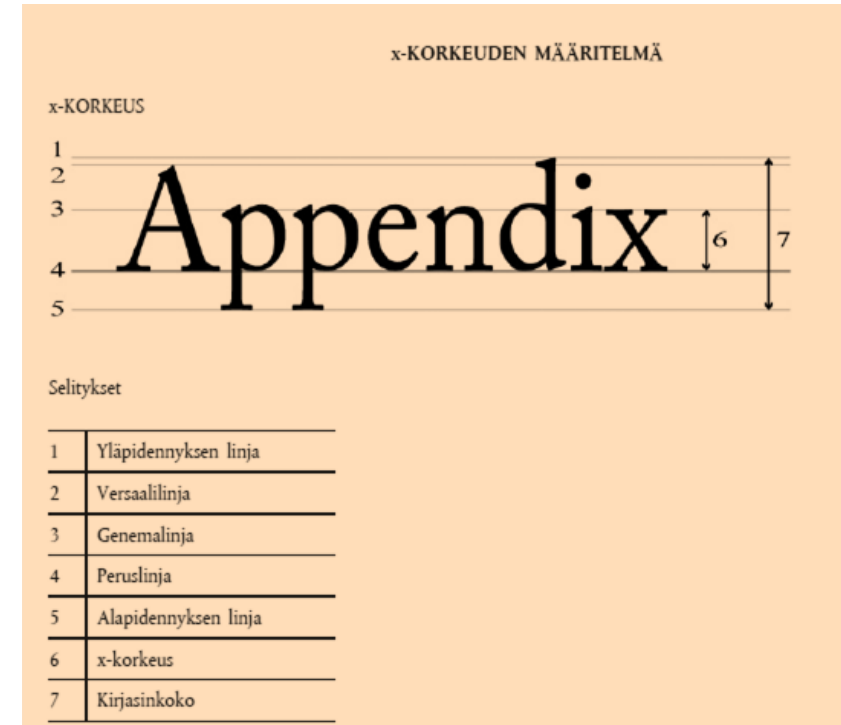 x-KORKEUDEN MÄÄRITELMÄ
x-KORKEUS
1
2
3
4
5
Appendix
6
7
Selitykset
1 Yläpidennyksen linja
2 Versaalilinja
3 Genemalinja
4 Peruslinja
5 Alapidennyksen linja
6 x-korkeus
7 Kirjasinkoko